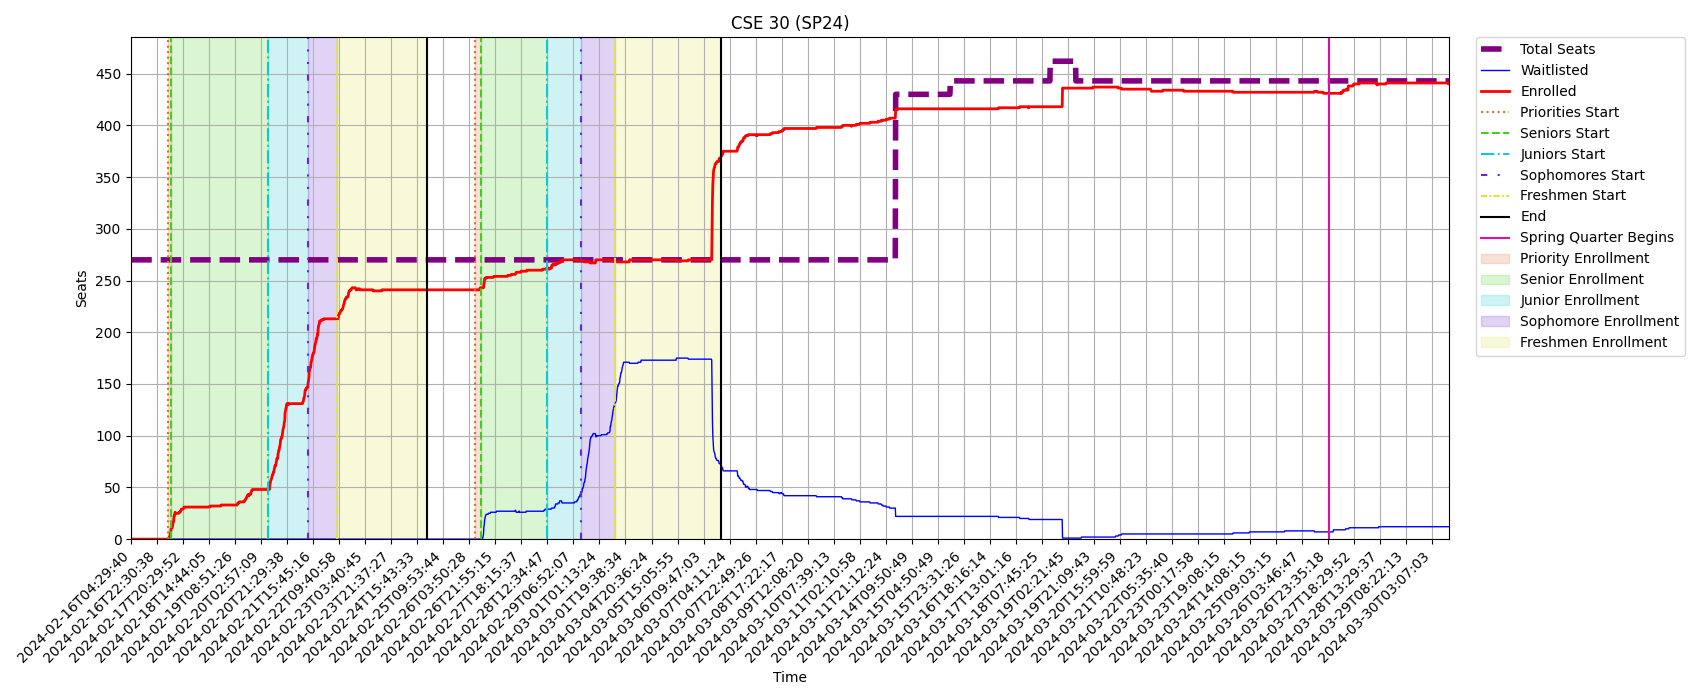 CSE 30 (SP24)
Seats
450
400
350
300
250
200
150
100
50
0
2024-02-16T04:29:40
2024-02-16T22:30:38
2024-02-17T20:29:52
2024-02-18T14:44:05
2024-02-19T08:51:26
2024-02-20T02:57:09
2024-02-20T21:29:38
2024-02-21T15:45:16
2024-02-22T09:40:58
2024-02-23T03:40:45
2024-02-23T21:37:27
2024-02-24T15:43:33
2024-02-25T09:53:44
2024-02-26T03:50:28
2024-02-26T21:55:15
2024-02-27T18:15:37
2024-02-28T12:34:47
2024-02-29T06:52:07
2024-03-01T01:13:24
2024-03-01T19:38:34
2024-03-04T20:36:24
2024-03-05T15:05:55
2024-03-06T09:47:03
2024-03-07T04:11:24
2024-03-07T22:49:26
2024-03-08T17:22:17
2024-03-09T12:08:20
2024-03-10T07:39:13
2024-03-11T02:10:58
2024-03-11T21:12:24
2024-03-14T09:50:49
2024-03-15T04:50:49
2024-03-15T23:31:26
2024-03-16T18:16:14
2024-03-17T13:01:16
2024-03-18T07:45:25
2024-03-19T02:21:45
2024-03-19T21:09:43
2024-03-20T15:59:59
2024-03-21T10:48:23
2024-03-22T05:35:40
2024-03-23T00:17:58
2024-03-23T19:08:15
2024-03-24T14:08:15
2024-03-25T09:03:15
2024-03-26T03:46:47
2024-03-26T23:35:18
2024-03-27T18:29:52
2024-03-28T13:29:37
2024-03-29T08:22:13
2024-03-30T03:07:03
Time
Total Seats
Waitlisted
Enrolled
Priorities Start
Seniors Start
Juniors Start
Sophomores Start
Freshmen Start
End
Spring Quarter Begins
Priority Enrollment
Senior Enrollment
Junior Enrollment
Sophomore Enrollment
Freshmen Enrollment